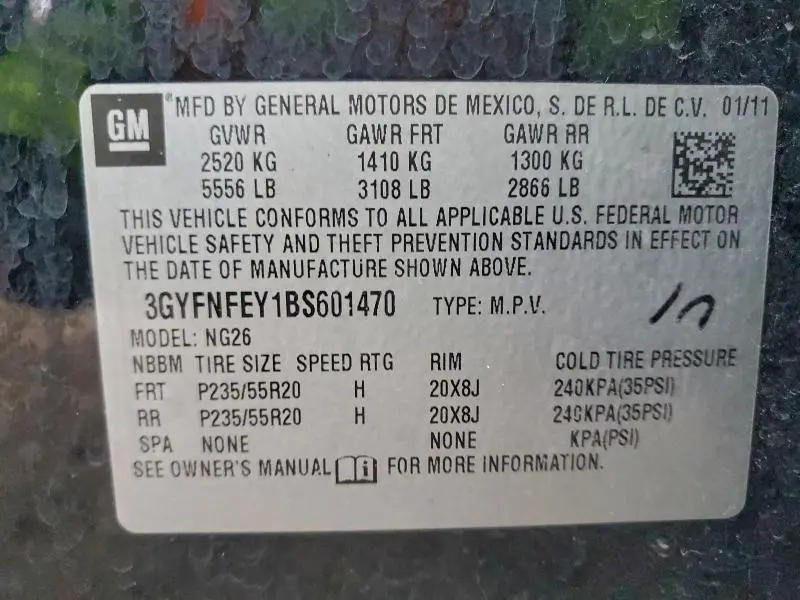 GM
® MFD BY GENERAL MOTORS DE MEXICO, S. DE R.L. DE C.V. 01/11
GVWR GAWR FRT GAWR RR
2520 KG 1410 KG 1300 KG
5556 LB 3108 LB 2866 LB
THIS VEHICLE CONFORMS TO ALL APPLICABLE U.S. FEDERAL MOTOR
VEHICLE SAFETY AND THEFT PREVENTION STANDARDS IN EFFECT ON
THE DATE OF MANUFACTURE SHOWN ABOVE.
3GYFNFEY1BS601470 TYPE: M.P.V.
MODEL: NG26
NBBM TIRE SIZE SPEED RTG RIM COLD TIRE PRESSURE
FRT P235/55R20 H 20X8J 240KPA(35PSI)
RR P235/55R20 H 20X8J 240KPA(35PSI)
SPA NONE NONE KPA(PSI)
SEE OWNER'S MANUAL i FOR MORE INFORMATION.